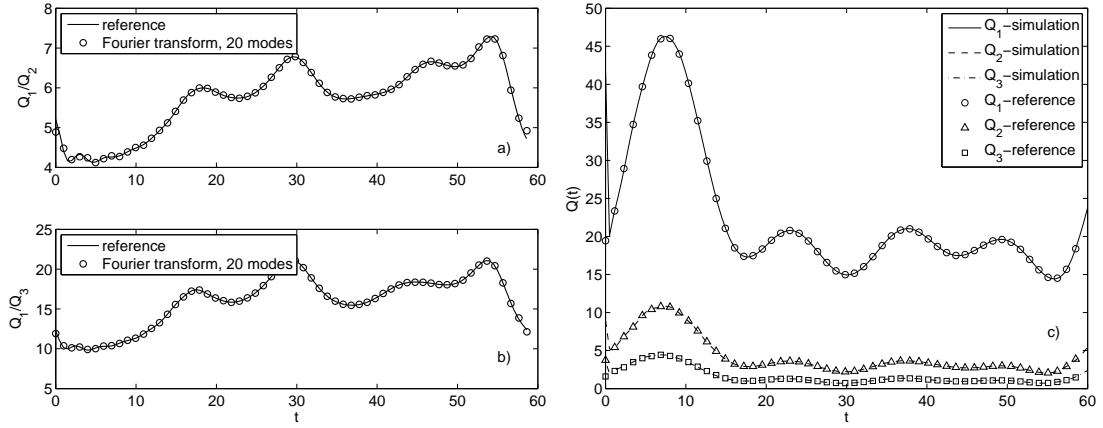 8
7
6
5
4
2
Q1/Q2
reference
Fourier transform, 20 modes
a)
0 10 20 30 40 50 60
25
20
15
10
5
Q1/Q3
reference
Fourier transform, 20 modes
b)
0 10 20 30 40 50 60
t
50
45
40
35
30
25
20
15
10
5
0
Q(t)
Q1−simulation
Q2−simulation
Q3−simulation
Q1−reference
Q2−reference
Q3−reference
c)
0 10 20 30 40 50 60
t